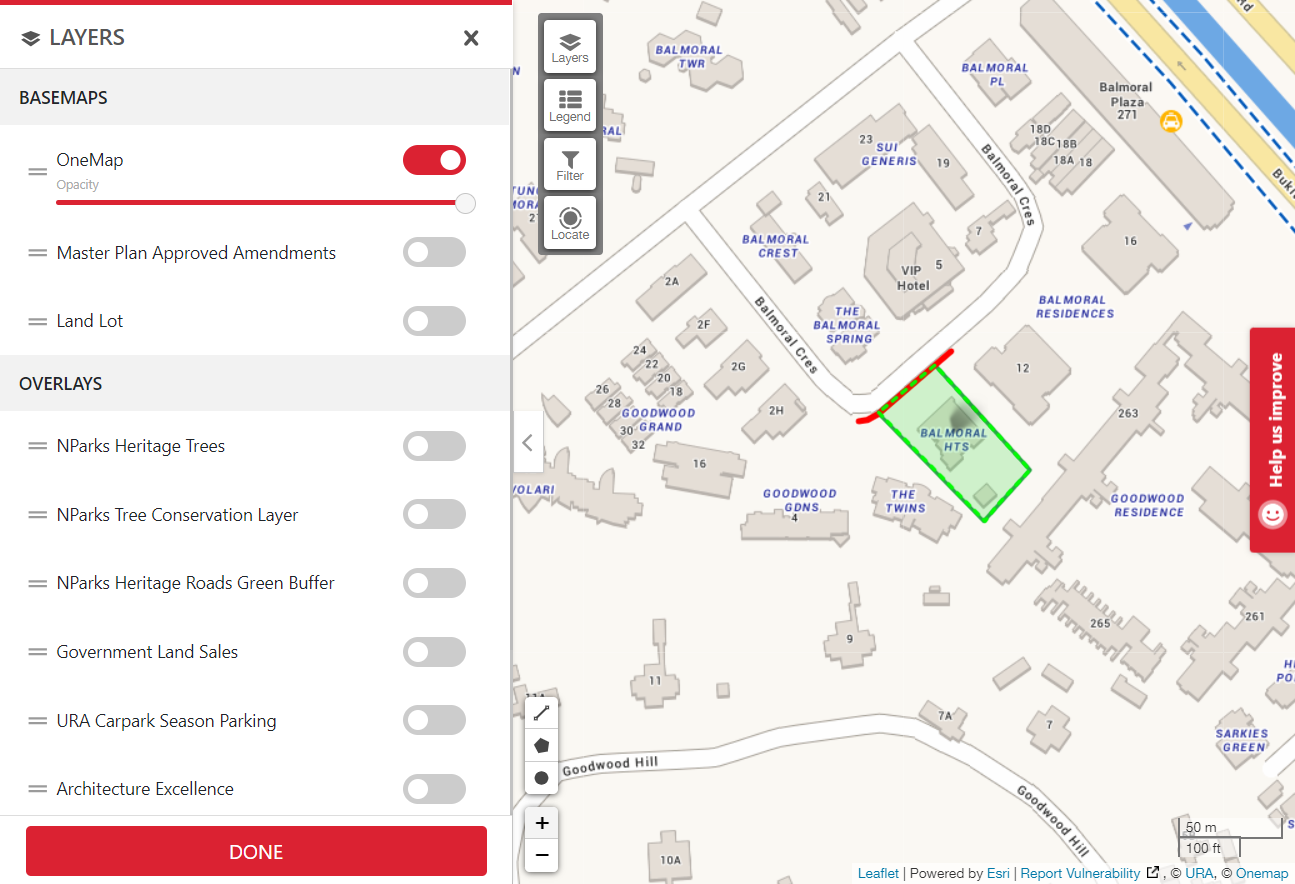 LAYERS
BASEMAPS
OneMap
Opacity
Master Plan Approved Amendments
Land Lot
OVERLAYS
NParks Heritage Trees
NParks Tree Conservation Layer
NParks Heritage Roads Green Buffer
Government Land Sales
URA Carpark Season Parking
Architecture Excellence
DONE
Layers
Legend
Filter
Locate
BALMORAL
TWR
BALMORAL
PL
Balmoral
Plaza
271
18D
18C
18B
18A
18
23
SUI
GENERIS
19
21
Balmoral Cres
7
16
BALMORAL
CREST
VIP
Hotel
5
2A
BALMORAL
RESIDENCES
THE
BALMORAL
SPRING
2F
Balmoral Cres
24
22
20
18
2G
12
26
28
30
32
GOODWOOD
GRAND
2H
263
BALMORAL
HTS
16
VOLARI
GOODWOOD
GDNS
4
THE
TWINS
GOODWOOD
RESIDENCE
Help us improve
265
261
9
11
11A
7A
7
SARKIES
GREEN
Goodwood Hill
Goodwood Hill
10A
50 m
100 ft
+
−
Leaflet | Powered by Esri | Report Vulnerability , © URA, © Onemap